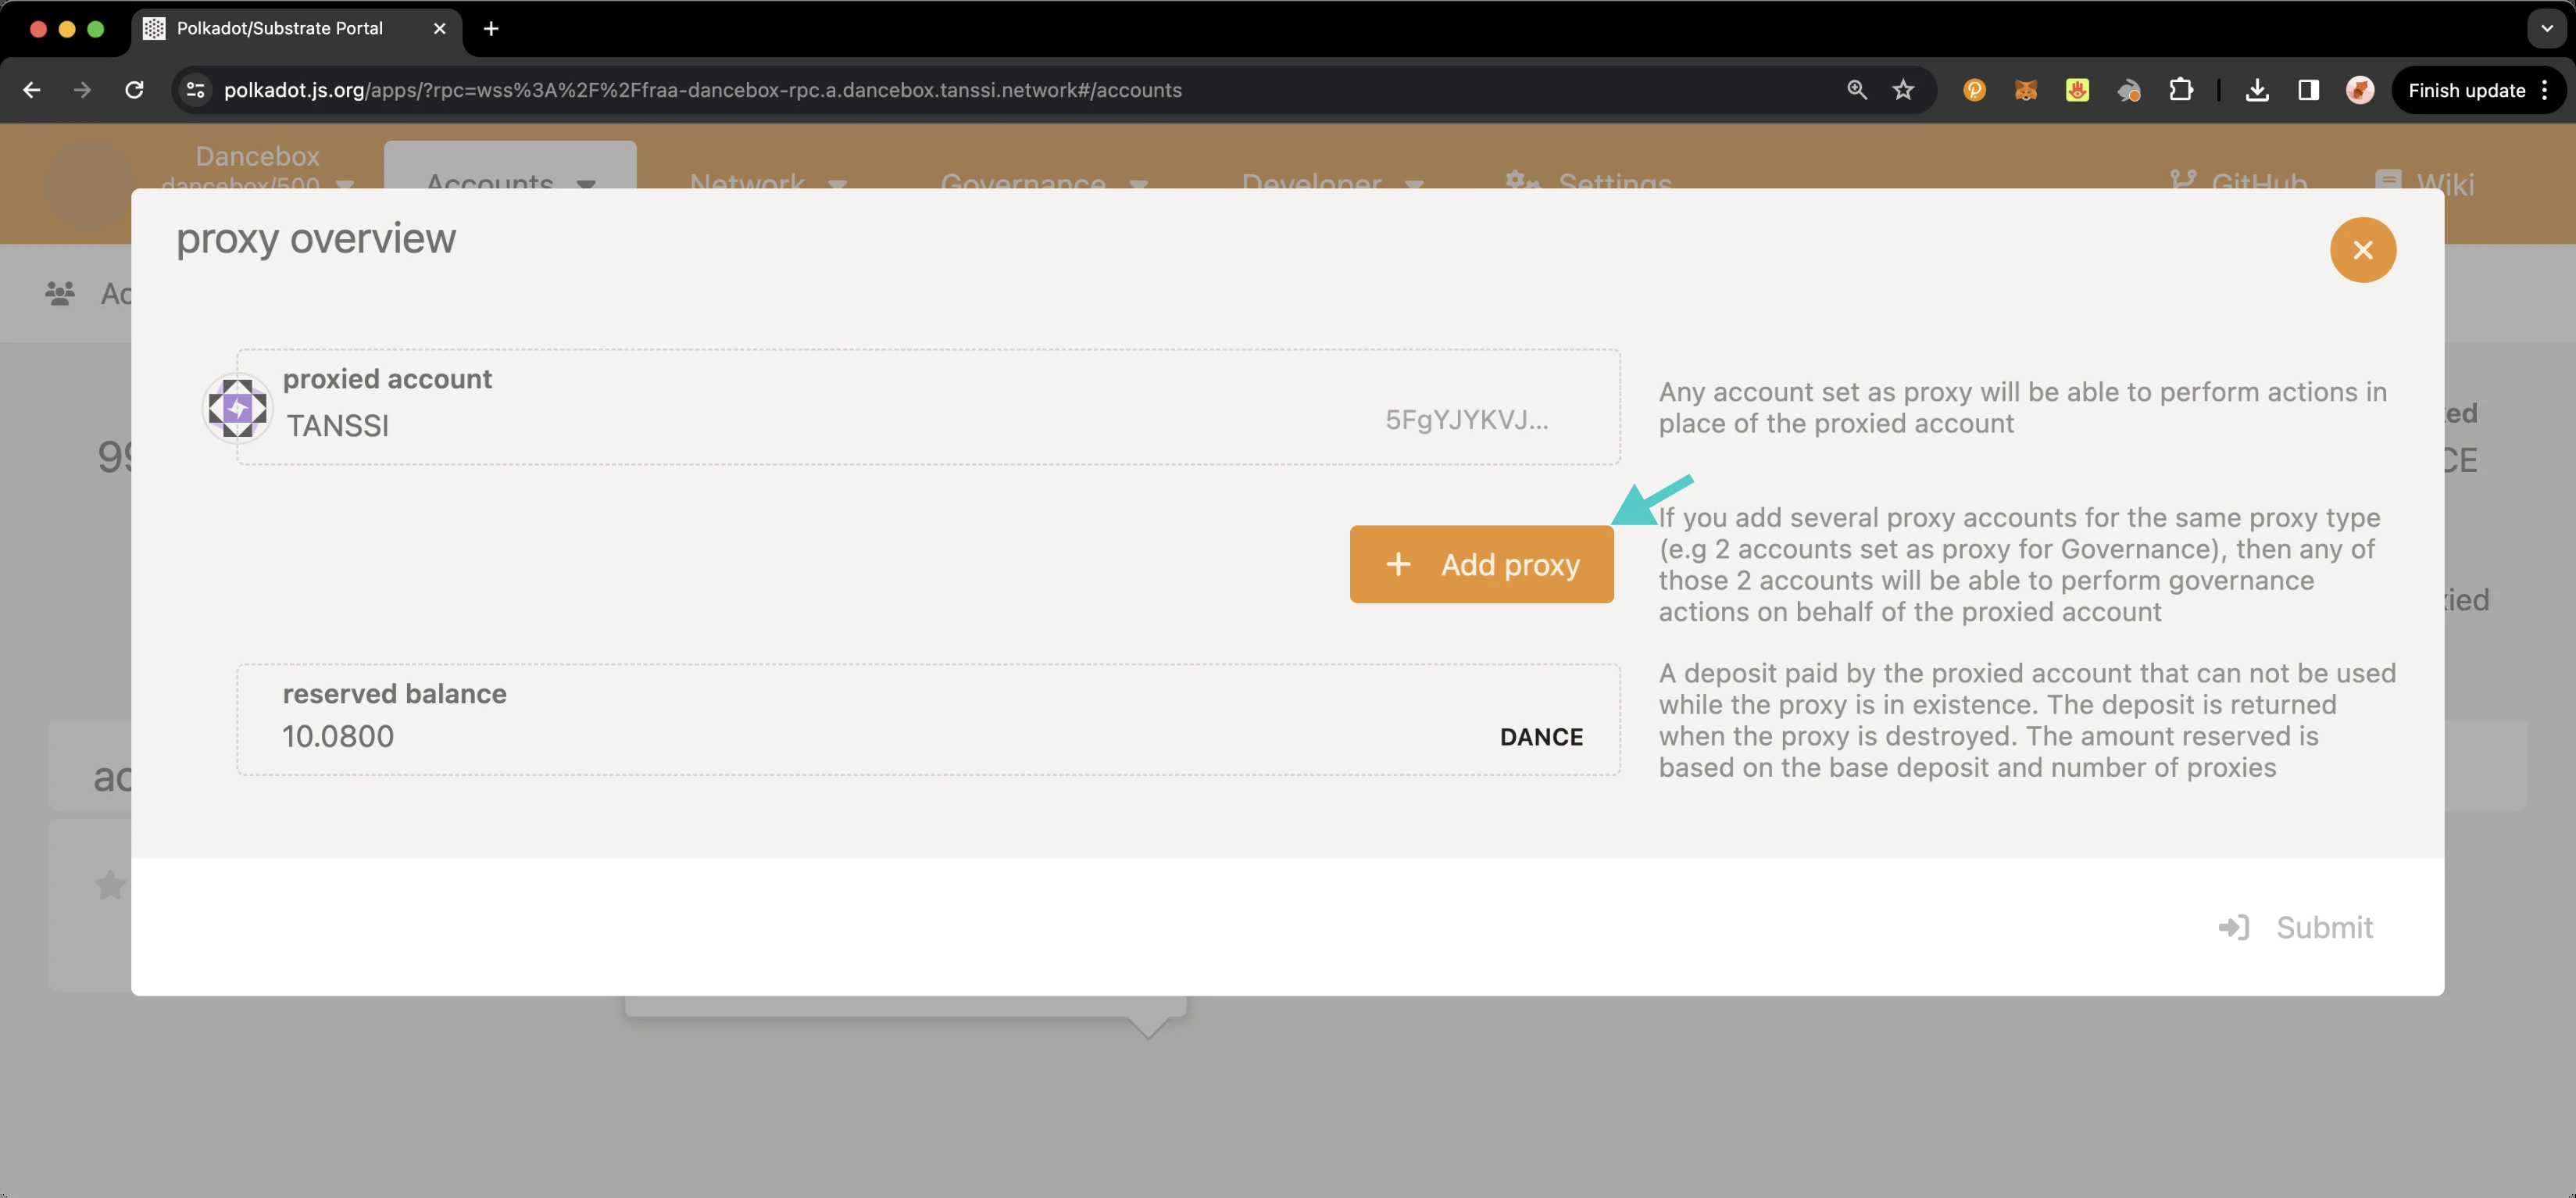 Polkadot/Substrate Portal
polkadot.js.org/apps/?rpc=wss%3A%2F%2Ffraa-dancebox-rpc.a.dancebox.tanssi.network#/accounts
Finish update
Dancebox
dancebox/500
Accounts
Network
Governance
Developer
Settings
GitHub
Wiki
proxy overview
Ac
proxied account
TANSSI
5FgYJYKVJ...
Any account set as proxy will be able to perform actions in
place of the proxied account
99
ked
CE
Add proxy
If you add several proxy accounts for the same proxy type
(e.g 2 accounts set as proxy for Governance), then any of
those 2 accounts will be able to perform governance
actions on behalf of the proxied account
xied
reserved balance
10.0800
DANCE
A deposit paid by the proxied account that can not be used
while the proxy is in existence. The deposit is returned
when the proxy is destroyed. The amount reserved is
based on the base deposit and number of proxies
ac
Submit